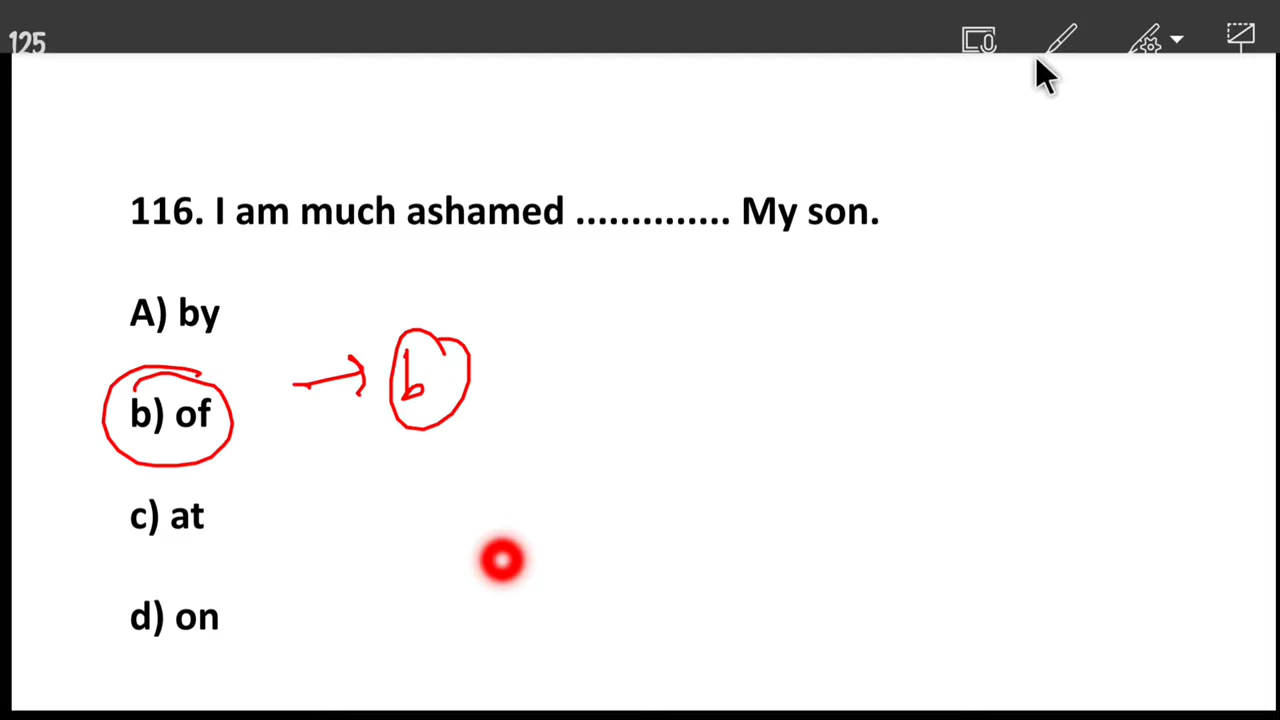 125
116. I am much ashamed .............. My son.
A) by
b) of → b
c) at
d) on